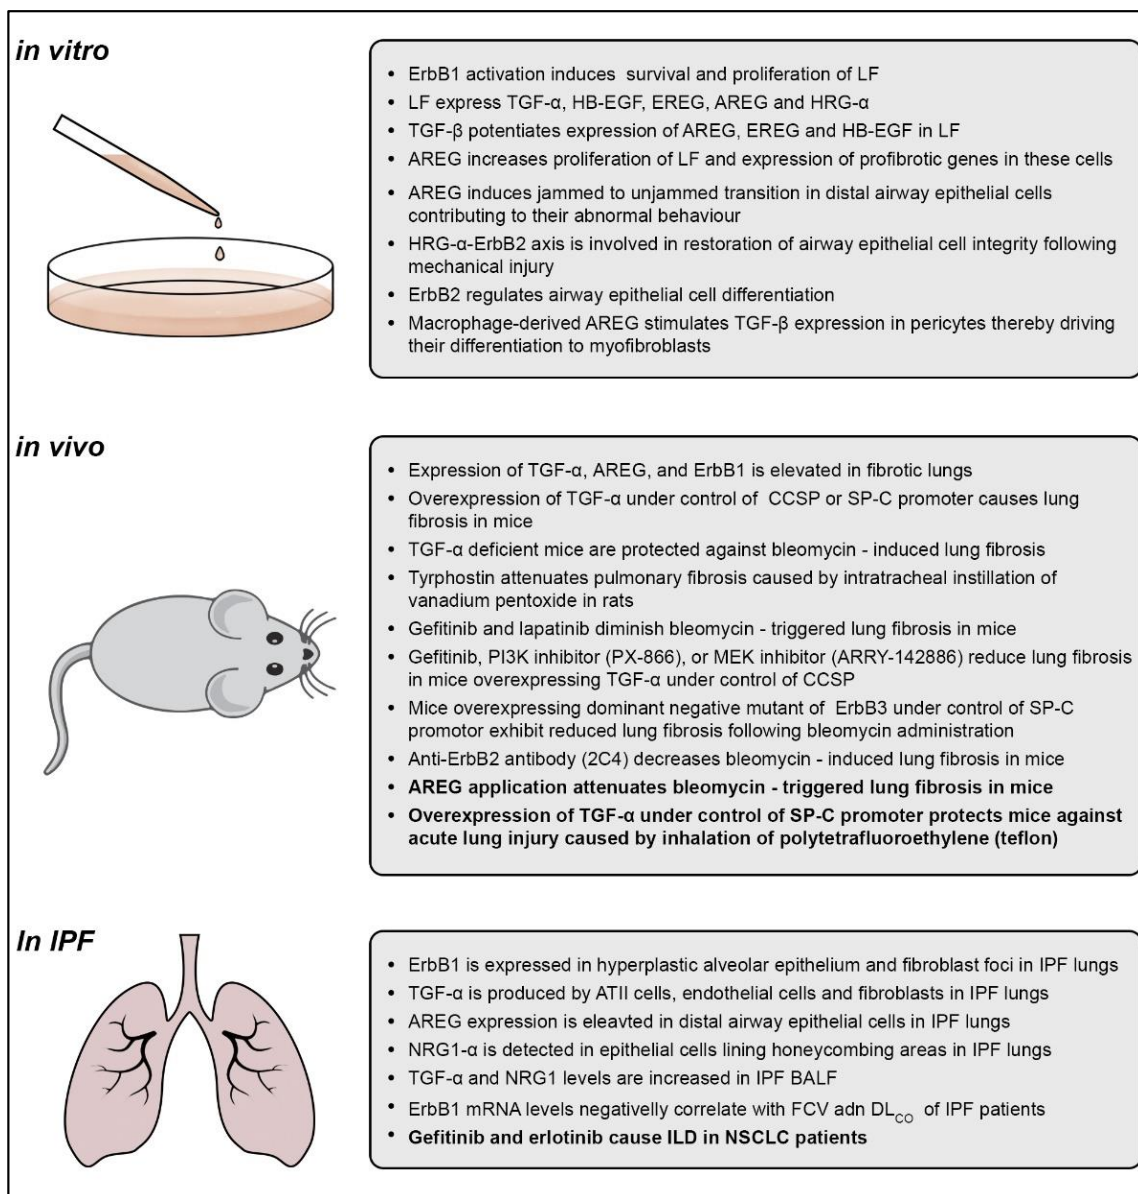 in vitro
• ErbB1 activation induces survival and proliferation of LF
• LF express TGF-α, HB-EGF, EREG, AREG and HRG-α
• TGF-β potentiates expression of AREG, EREG and HB-EGF in LF
• AREG increases proliferation of LF and expression of profibrotic genes in these cells
• AREG induces jammed to unjammed transition in distal airway epithelial cells
contributing to their abnormal behaviour
• HRG-α-ErbB2 axis is involved in restoration of airway epithelial cell integrity following
mechanical injury
• ErbB2 regulates airway epithelial cell differentiation
• Macrophage-derived AREG stimulates TGF-β expression in pericytes thereby driving
their differentiation to myofibroblasts
in vivo
• Expression of TGF-α, AREG, and ErbB1 is elevated in fibrotic lungs
• Overexpression of TGF-α under control of CCSP or SP-C promoter causes lung
fibrosis in mice
• TGF-α deficient mice are protected against bleomycin - induced lung fibrosis
• Tyrphostin attenuates pulmonary fibrosis caused by intratracheal instillation of
vanadium pentoxide in rats
• Gefitinib and lapatinib diminish bleomycin - triggered lung fibrosis in mice
• Gefitinib, PI3K inhibitor (PX-866), or MEK inhibitor (ARRY-142886) reduce lung fibrosis
in mice overexpressing TGF-α under control of CCSP
• Mice overexpressing dominant negative mutant of ErbB3 under control of SP-C
promotor exhibit reduced lung fibrosis following bleomycin administration
• Anti-ErbB2 antibody (2C4) decreases bleomycin - induced lung fibrosis in mice
• AREG application attenuates bleomycin - triggered lung fibrosis in mice
• Overexpression of TGF-α under control of SP-C promoter protects mice against
acute lung injury caused by inhalation of polytetrafluoroethylene (teflon)
In IPF
• ErbB1 is expressed in hyperplastic alveolar epithelium and fibroblast foci in IPF lungs
• TGF-α is produced by ATII cells, endothelial cells and fibroblasts in IPF lungs
• AREG expression is eleavted in distal airway epithelial cells in IPF lungs
• NRG1-α is detected in epithelial cells lining honeycombing areas in IPF lungs
• TGF-α and NRG1 levels are increased in IPF BALF
• ErbB1 mRNA levels negativelly correlate with FCV adn DLCO of IPF patients
• Gefitinib and erlotinib cause ILD in NSCLC patients